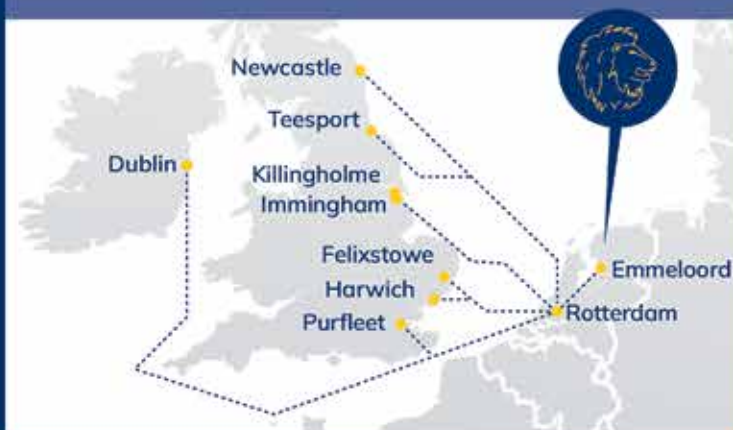 Newcastle
Teesport
Dublin
Killingholme
Immingham
Felixstowe
Emmeloord
Harwich
Rotterdam
Purfleet